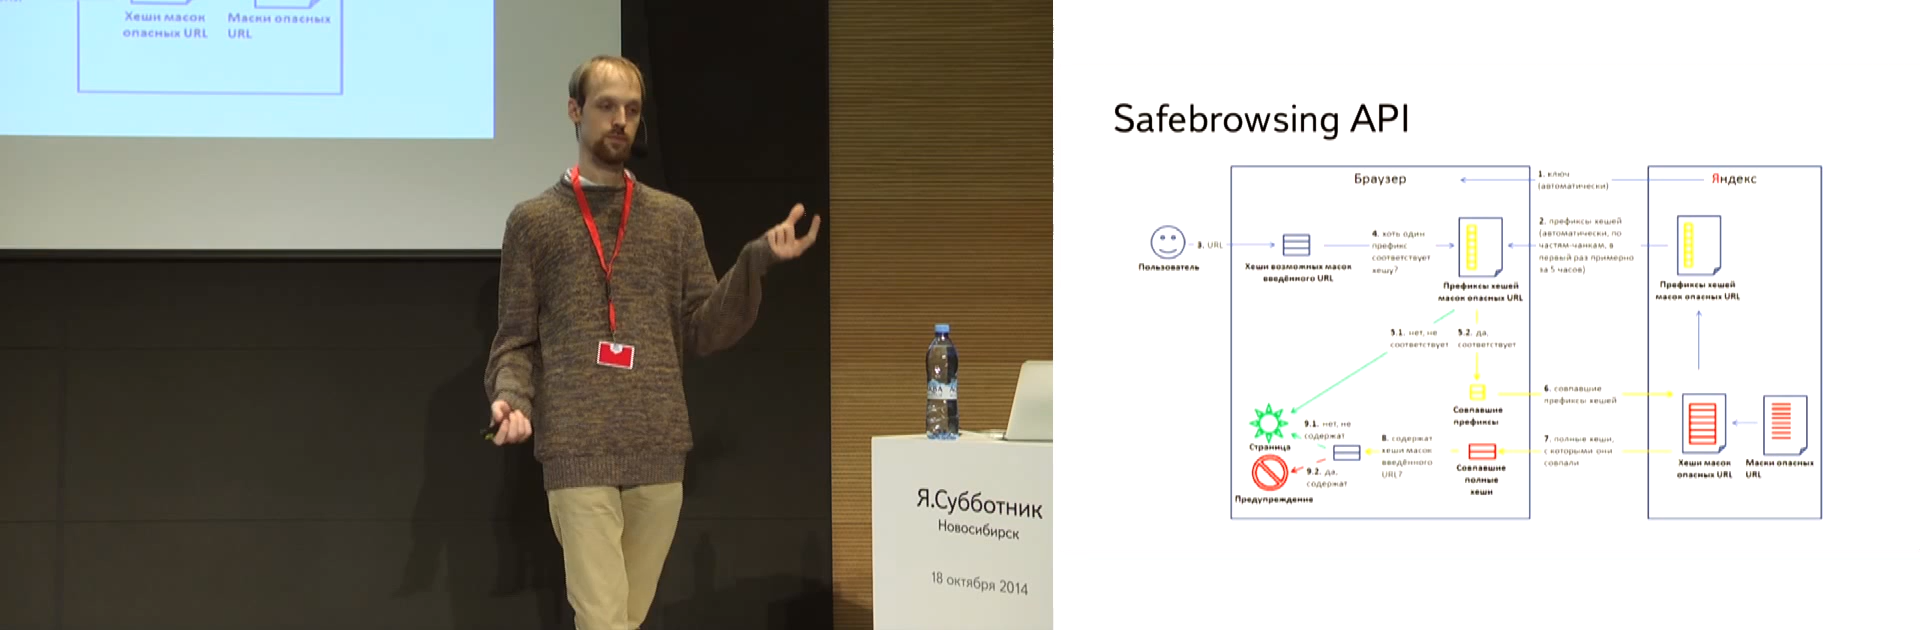 Хеши масок
опасных URL
Маски опасных
URL
Я.Субботник
Новосибирск
18 октября 2014
Safebrowsing API
Браузер
1. ключ
(автоматически)
Яндекс
3. URL
Пользователь
Хеши возможных масок
введённого URL
4. хоть один
префикс
соответствует
хешу?
Префиксы хешей
масок опасных URL
2. префиксы хешей
(автоматически, по
частям-чанкам, в
первый раз примерно
за 5 часов)
Префиксы хешей
масок опасных URL
5.1. нет, не
соответствует
5.2. да,
соответствует
Совпавшие
префиксы
6. совпавшие
префиксы хешей
Страница
9.1. нет, не
содержат
9.2. да,
содержат
Предупреждение
8. содержат
хеши масок
введённого
URL?
Совпавшие
полные
хеши
7. полные хеши,
с которыми они
совпали
Хеши масок
опасных URL
Маски опасных
URL